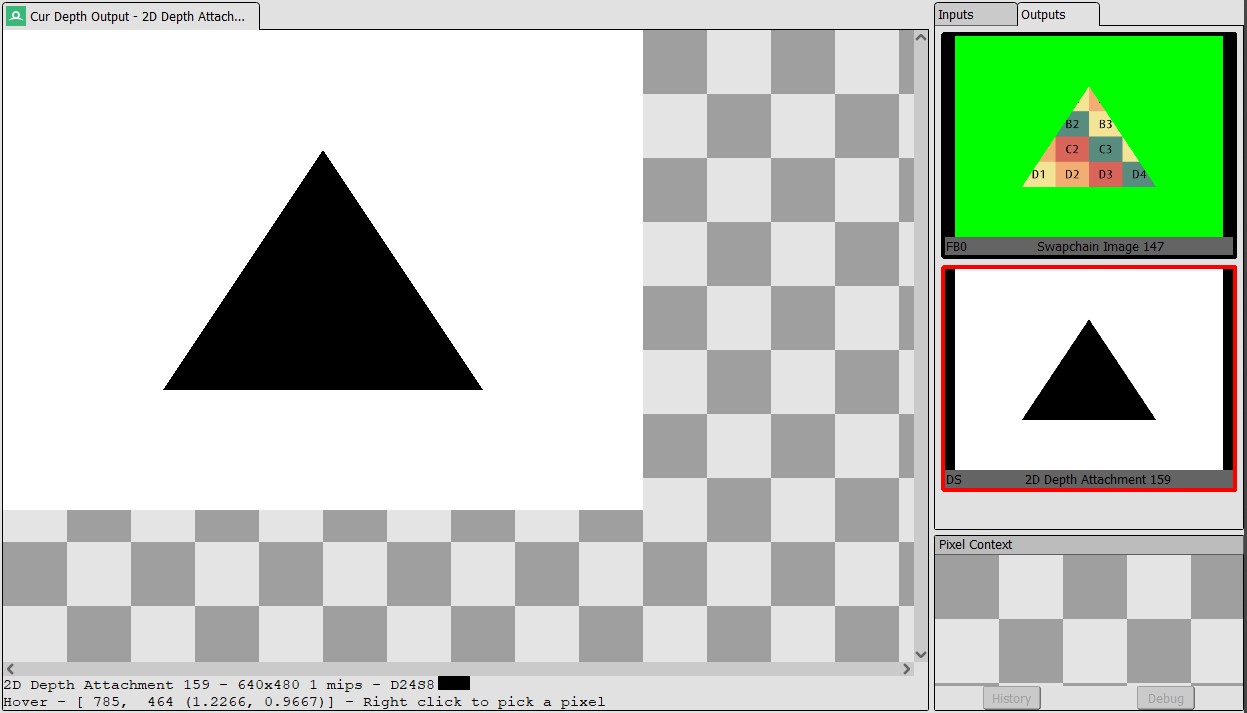 Cur Depth Output - 2D Depth Attach...
Inputs
Outputs
B2
B3
C2
C3
D1
D2
D3
D4
FB0
Swapchain Image 147
DS
2D Depth Attachment 159
Pixel Context
History
Debug
2D Depth Attachment 159 - 640x480 1 mips - D24S8
Hover - [ 785,  464 (1.2266, 0.9667)] - Right click to pick a pixel